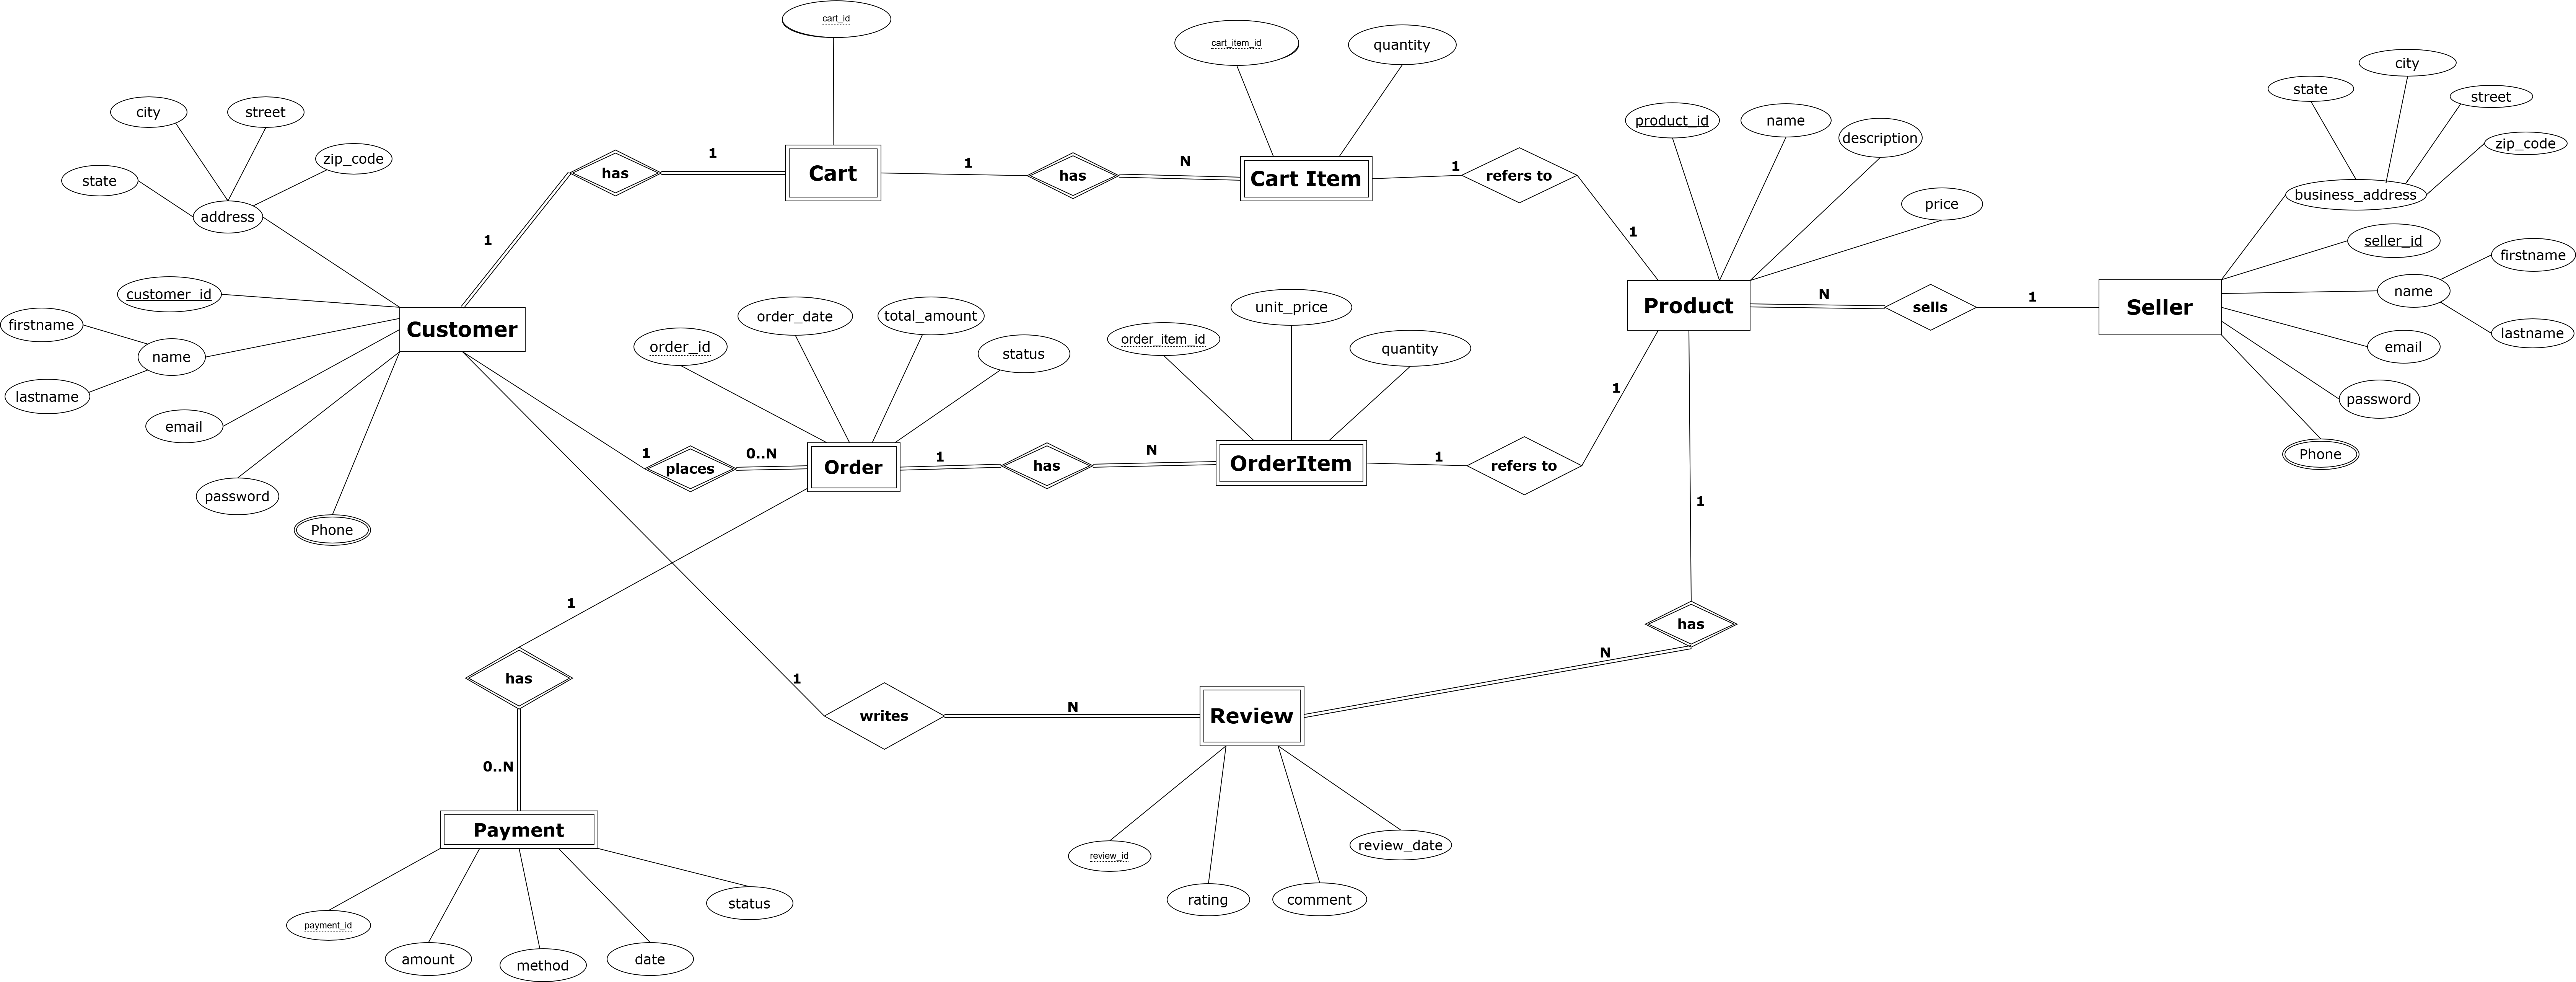 cart_id
cart_item_id
quantity
city
street
state
zip_code
address
1
has
1
Cart
1
has
N
Cart Item
1
refers to
1
product_id
name
description
price
city
state
street
zip_code
business_address
seller_id
firstname
name
lastname
email
password
Phone
customer_id
firstname
name
lastname
email
password
Phone
Customer
Product
N
sells
1
Seller
order_id
order_date
total_amount
status
1
places
0..N
Order
1
has
N
order_item_id
unit_price
quantity
OrderItem
1
refers to
1
1
has
N
1
has
0..N
1
writes
N
Review
review_id
rating
comment
review_date
Payment
payment_id
amount
method
date
status